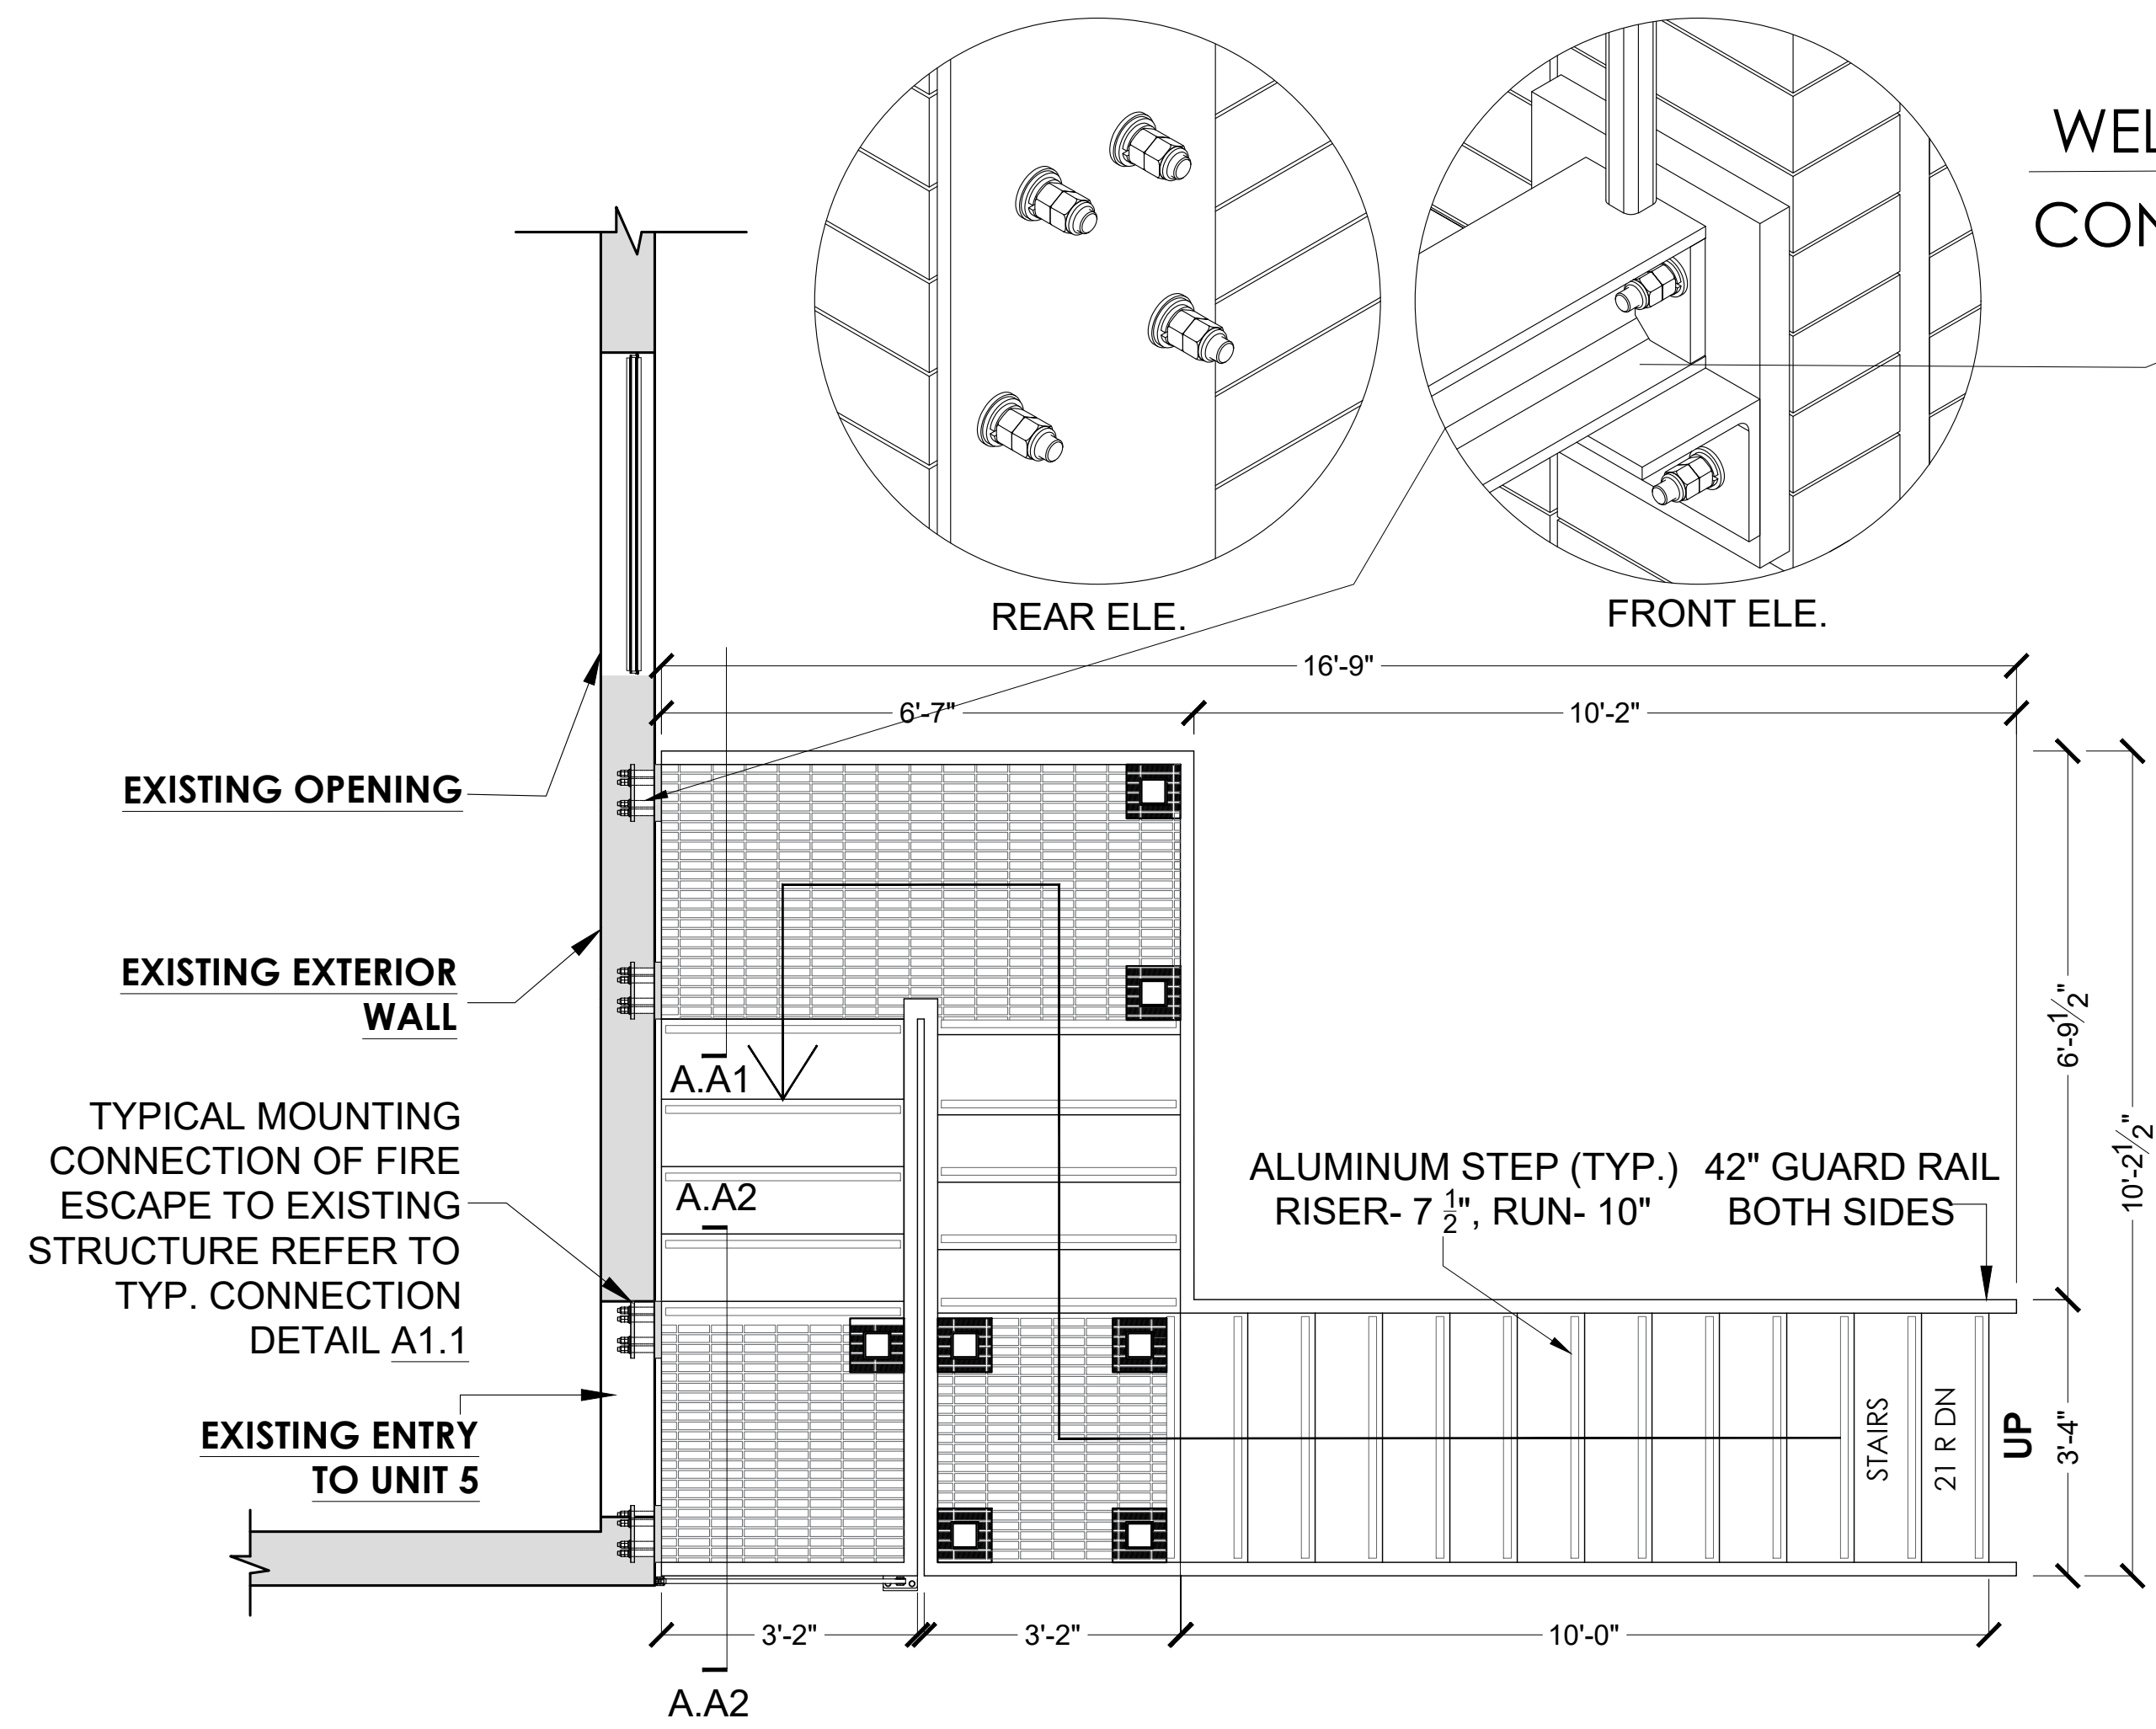 WEL
CON
REAR ELE.
FRONT ELE.
16'-9"
6'-7"
10'-2"
EXISTING OPENING
EXISTING EXTERIOR
WALL
6'-9 1/2"
10'-2 1/2"
A.A1
TYPICAL MOUNTING
CONNECTION OF FIRE
ESCAPE TO EXISTING
STRUCTURE REFER TO
TYP. CONNECTION
DETAIL A1.1
A.A2
ALUMINUM STEP (TYP.)
RISER- 7 1/2", RUN- 10"
42" GUARD RAIL
BOTH SIDES
EXISTING ENTRY
TO UNIT 5
STAIRS
21 R DN
UP
3'-4"
3'-2"
3'-2"
10'-0"
A.A2